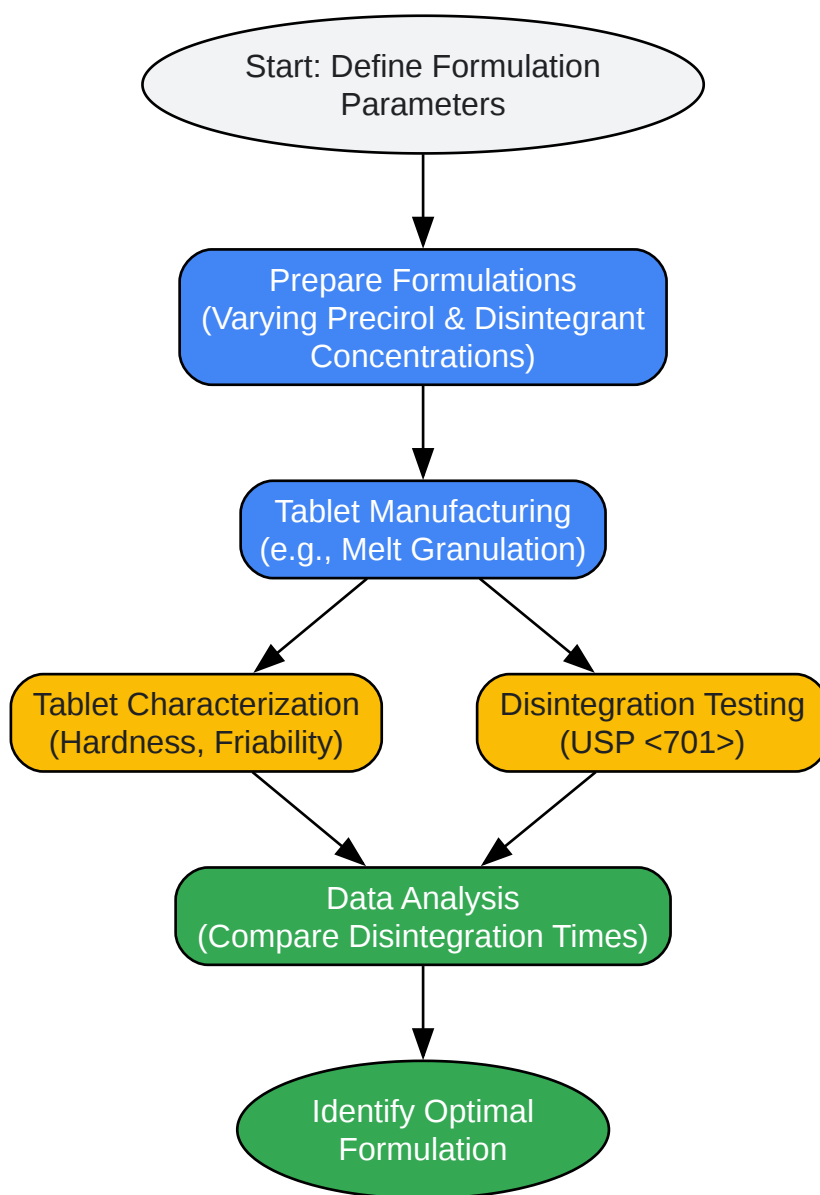 Start: Define Formulation
Parameters
Prepare Formulations
(Varying Precirol & Disintegrant
Concentrations)
Tablet Manufacturing
(e.g., Melt Granulation)
Tablet Characterization
(Hardness, Friability)
Disintegration Testing
(USP <701>)
Data Analysis
(Compare Disintegration Times)
Identify Optimal
Formulation